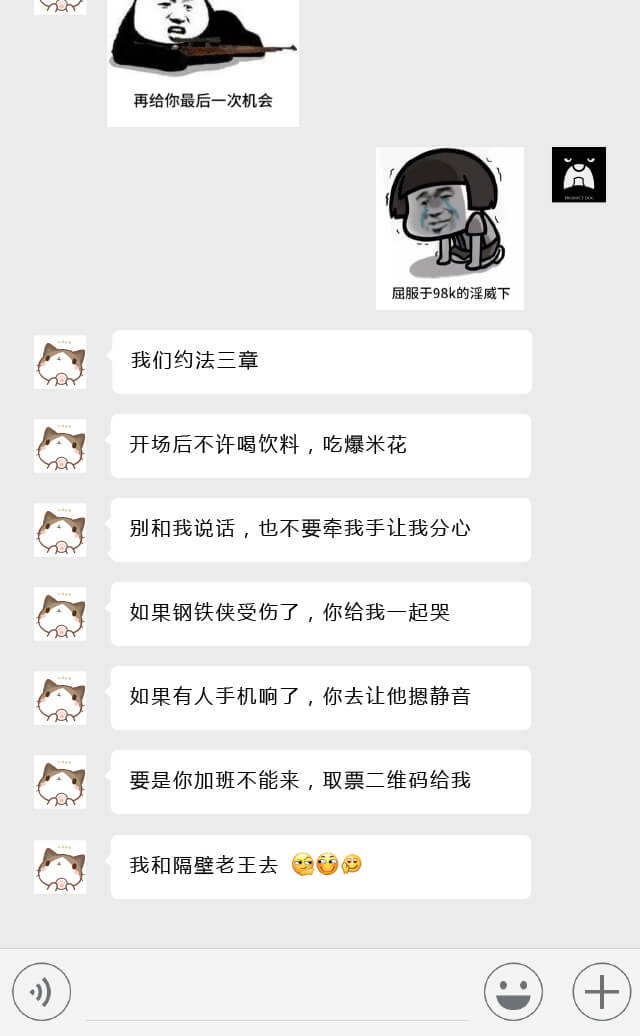 再给你最后一次机会
PRODUCT DOG
屈服于98k的淫威下
我们约法三章
开场后不许喝饮料，吃爆米花
别和我说话，也不要牵我手让我分心
如果钢铁侠受伤了，你给我一起哭
如果有人手机响了，你去让他摁静音
要是你加班不能来，取票二维码给我
我和隔壁老王去